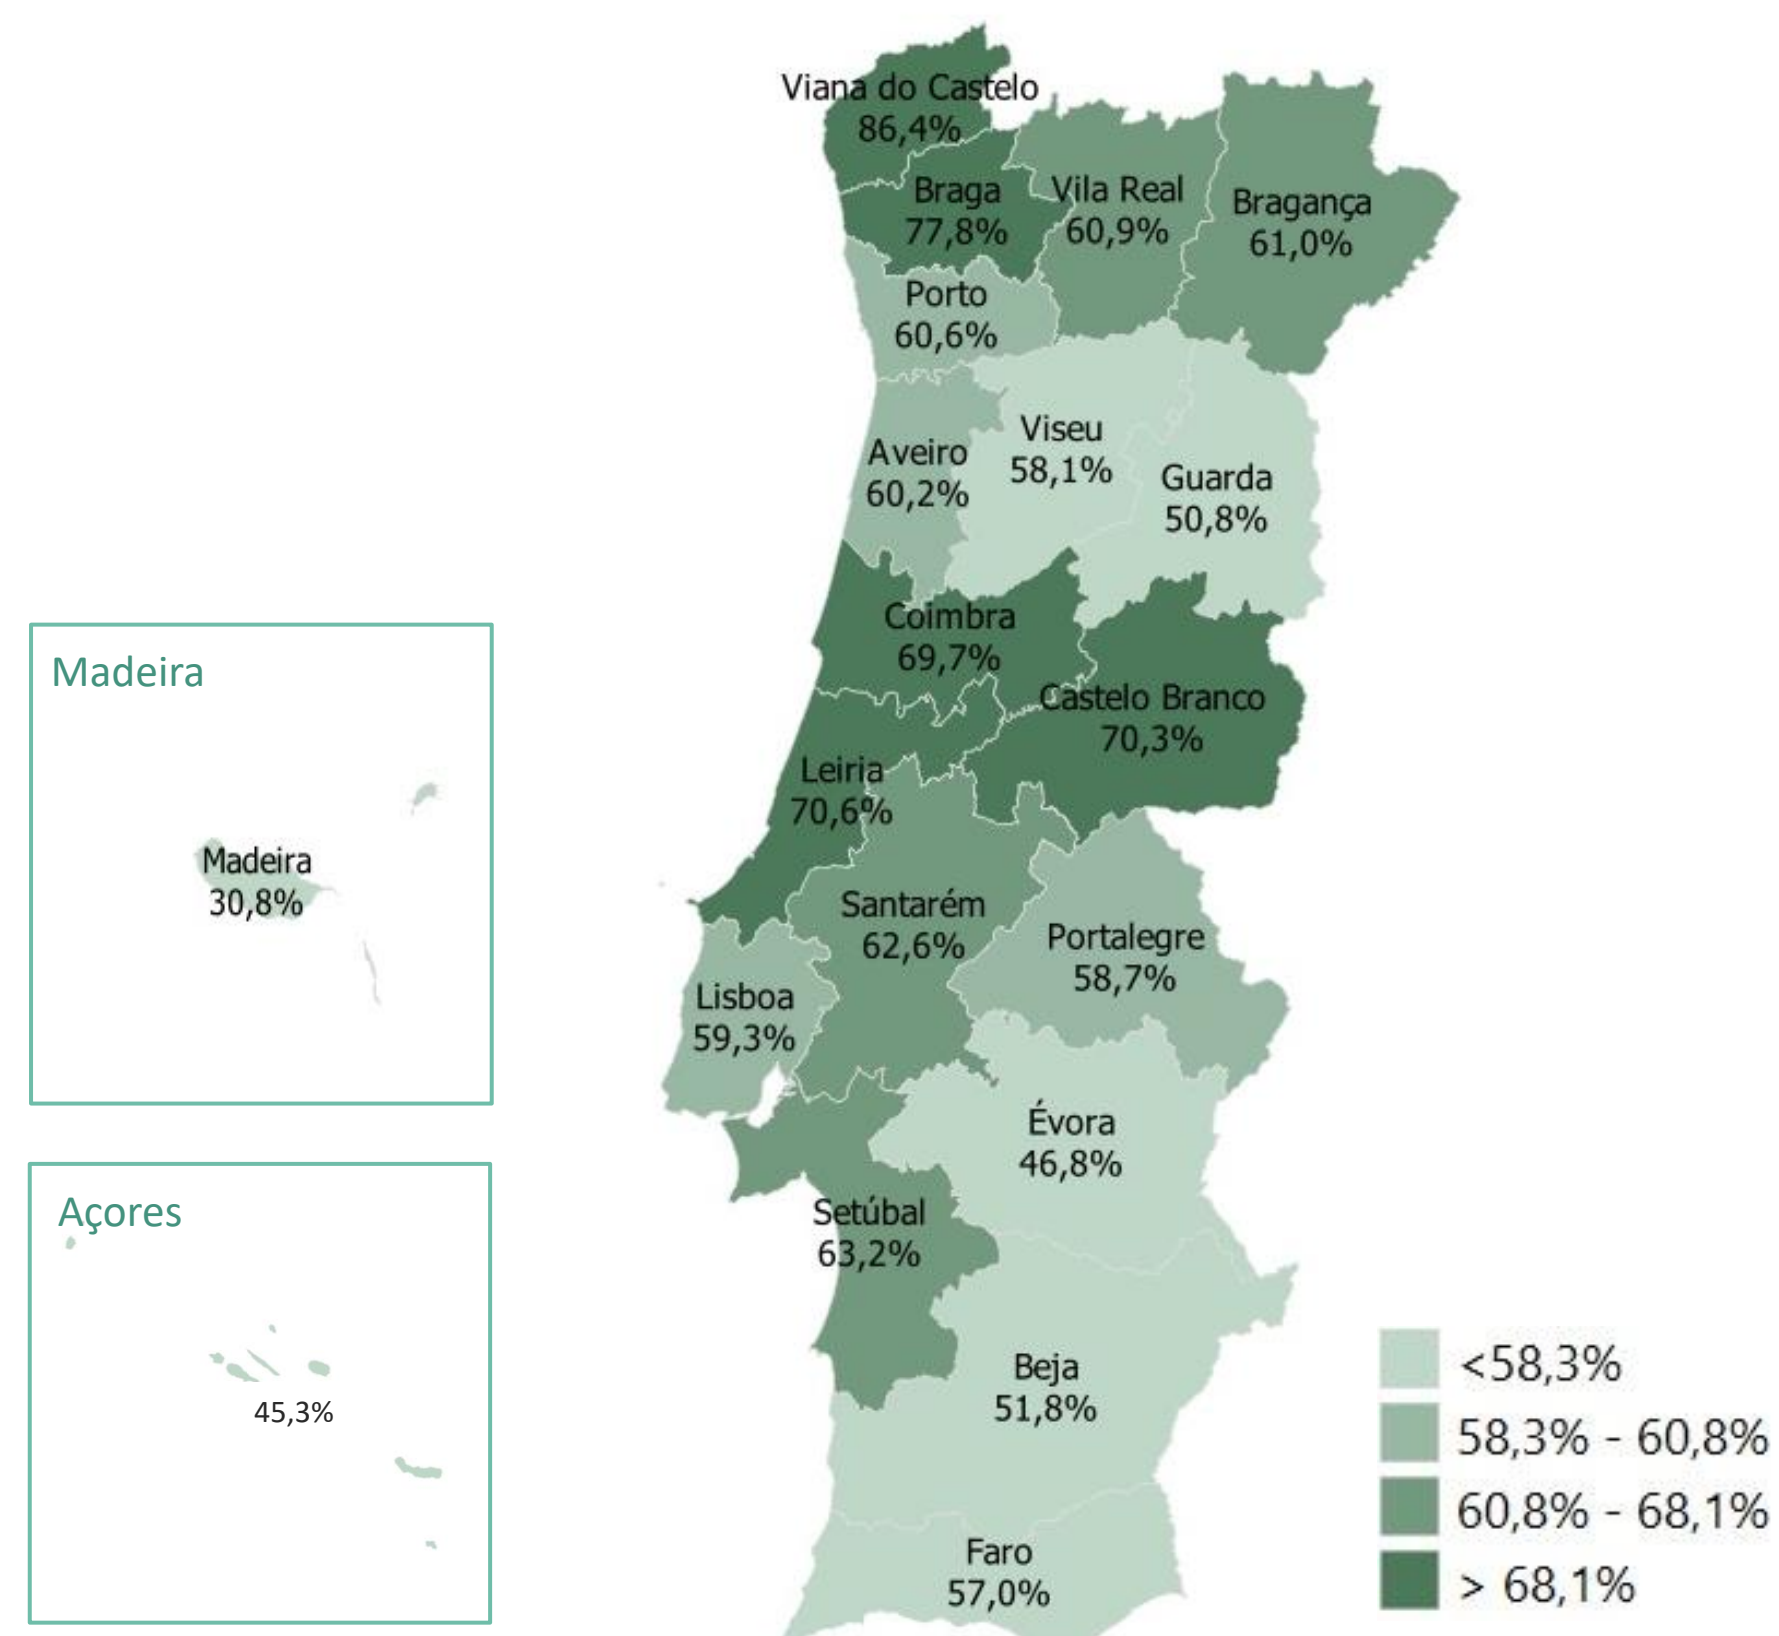 Viana do Castelo
86,4%
Braga
77,8%
Vila Real
60,9%
Bragança
61,0%
Porto
60,6%
Aveiro
60,2%
Viseu
58,1%
Guarda
50,8%
Coimbra
69,7%
Castelo Branco
70,3%
Leiria
70,6%
Santarém
62,6%
Portalegre
58,7%
Lisboa
59,3%
Évora
46,8%
Setúbal
63,2%
Beja
51,8%
Faro
57,0%
Madeira
Madeira
30,8%
Açores
45,3%
<58,3%
58,3% - 60,8%
60,8% - 68,1%
> 68,1%